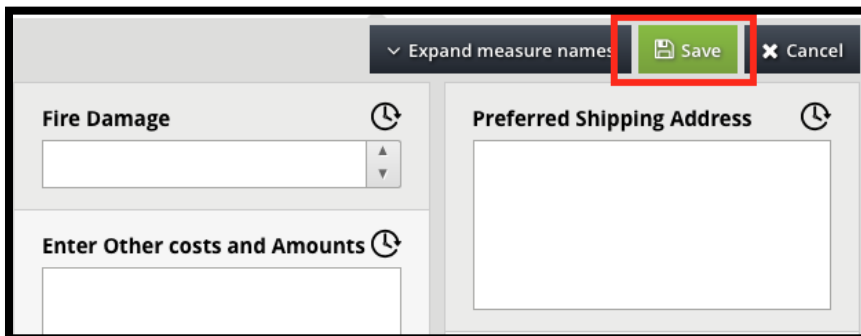 Expand measure names
Save
Cancel
Fire Damage
Preferred Shipping Address
Enter Other costs and Amounts